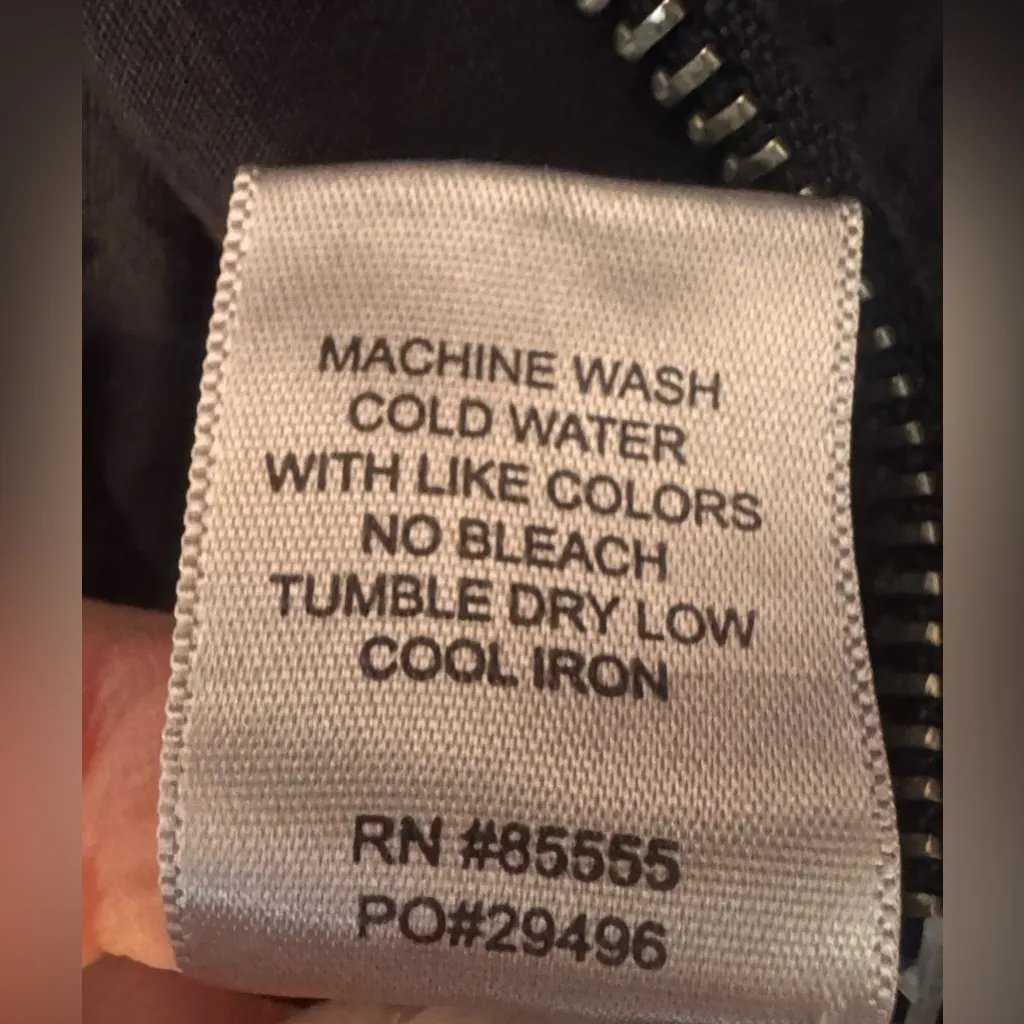 MACHINE WASH
COLD WATER
WITH LIKE COLORS
NO BLEACH
TUMBLE DRY LOW
COOL IRON
RN #85555
PO#29496